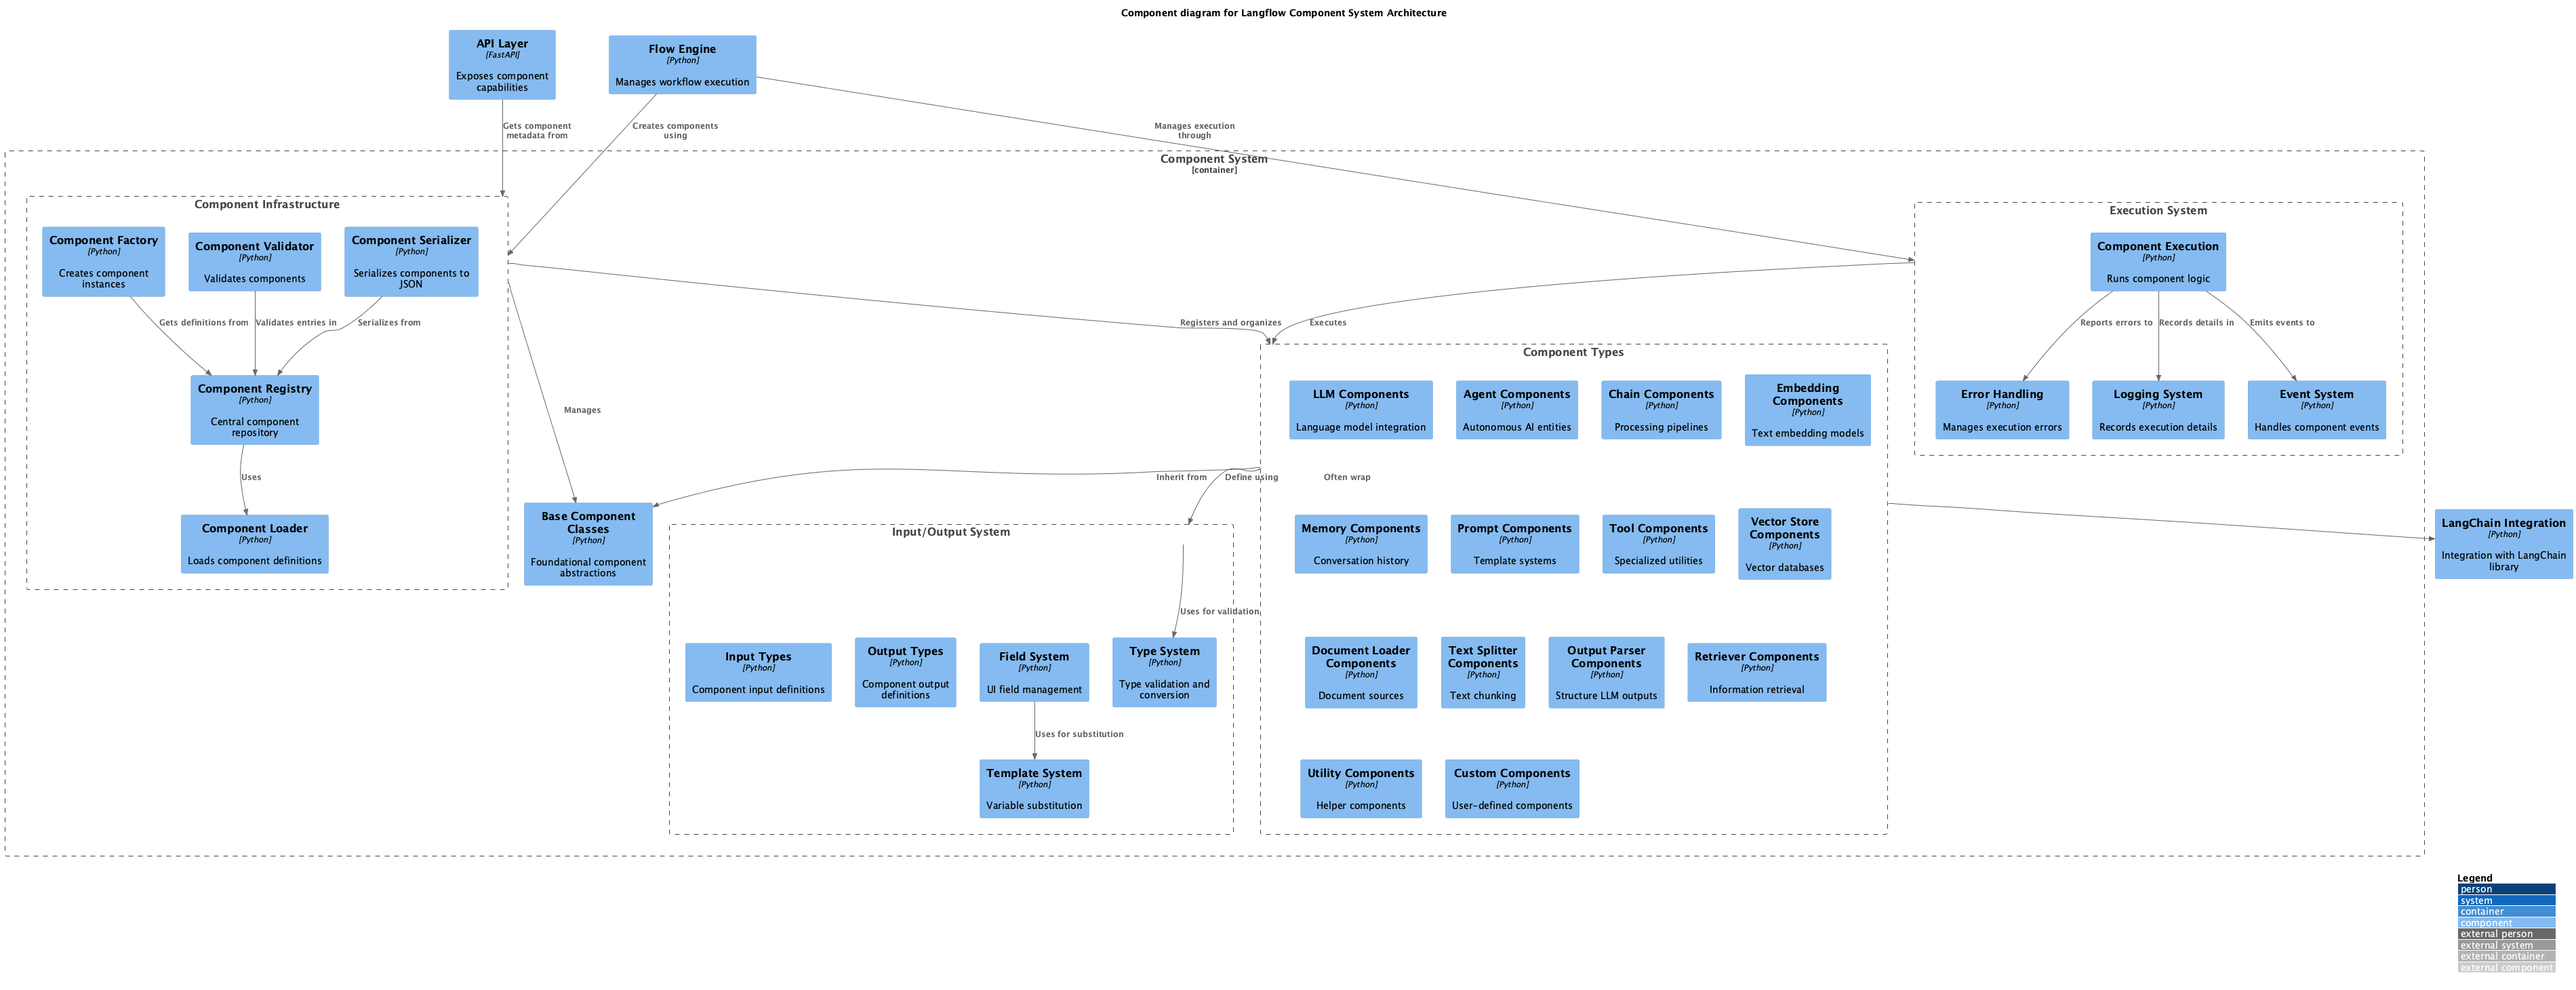 Component diagram for Langflow Component System Architecture
API Layer
[FastAPI]
Exposes component
capabilities
Flow Engine
[Python]
Manages workflow execution
Gets component
metadata from
Creates components
using
Manages execution
through
Component System
[container]
Component Infrastructure
Component Factory
[Python]
Creates component
instances
Component Validator
[Python]
Validates components
Component Serializer
[Python]
Serializes components to
JSON
Gets definitions from
Validates entries in
Serializes from
Component Registry
[Python]
Central component
repository
Uses
Component Loader
[Python]
Loads component definitions
Execution System
Component Execution
[Python]
Runs component logic
Reports errors to
Records details in
Emits events to
Error Handling
[Python]
Manages execution errors
Logging System
[Python]
Records execution details
Event System
[Python]
Handles component events
Registers and organizes
Executes
Manages
Inherit from
Define using
Often wrap
Base Component
Classes
[Python]
Foundational component
abstractions
Input/Output System
Uses for validation
Input Types
[Python]
Component input definitions
Output Types
[Python]
Component output
definitions
Field System
[Python]
UI field management
Type System
[Python]
Type validation and
conversion
Uses for substitution
Template System
[Python]
Variable substitution
Component Types
LLM Components
[Python]
Language model integration
Agent Components
[Python]
Autonomous AI entities
Chain Components
[Python]
Processing pipelines
Embedding
Components
[Python]
Text embedding models
Memory Components
[Python]
Conversation history
Prompt Components
[Python]
Template systems
Tool Components
[Python]
Specialized utilities
Vector Store
Components
[Python]
Vector databases
Document Loader
Components
[Python]
Document sources
Text Splitter
Components
[Python]
Text chunking
Output Parser
Components
[Python]
Structure LLM outputs
Retriever Components
[Python]
Information retrieval
Utility Components
[Python]
Helper components
Custom Components
[Python]
User-defined components
LangChain Integration
[Python]
Integration with LangChain
library
Legend
person
system
container
component
external person
external system
external container
external component